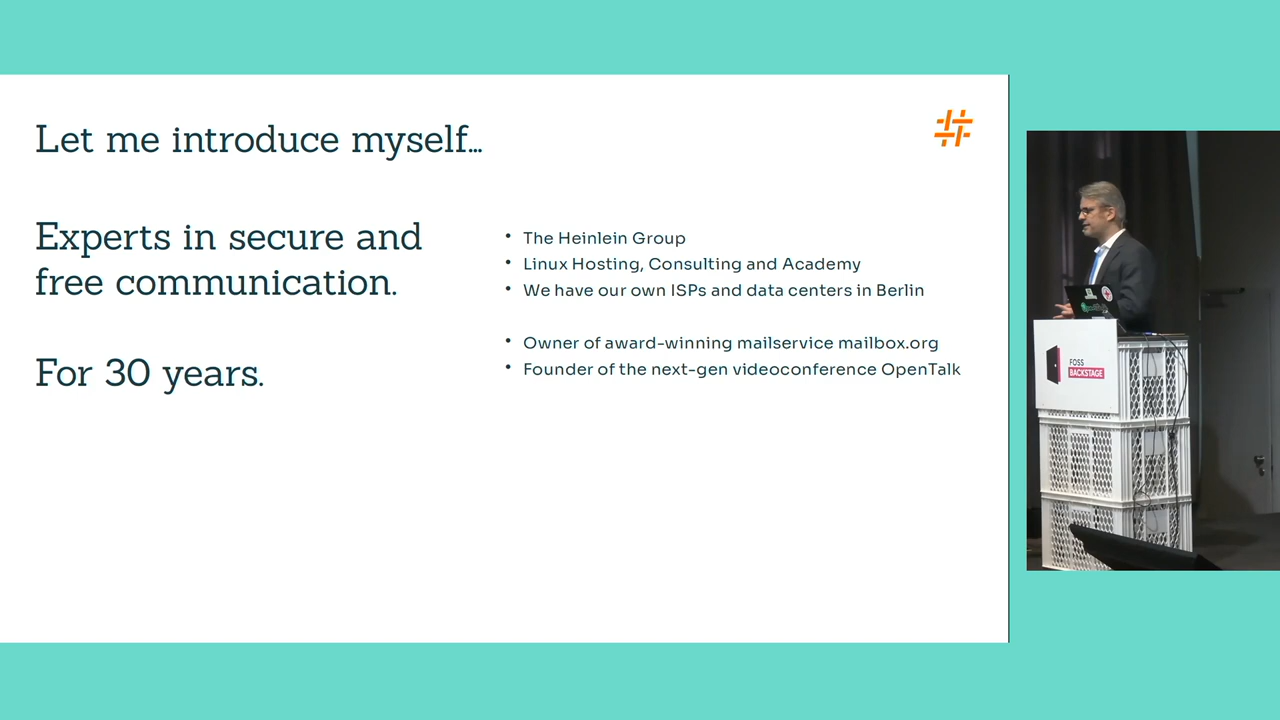 Let me introduce myself...
Experts in secure and
free communication.
For 30 years.
• The Heinlein Group
• Linux Hosting, Consulting and Academy
• We have our own ISPs and data centers in Berlin
• Owner of award-winning mailservice mailbox.org
• Founder of the next-gen videoconference OpenTalk
FOSS
BACKSTAGE